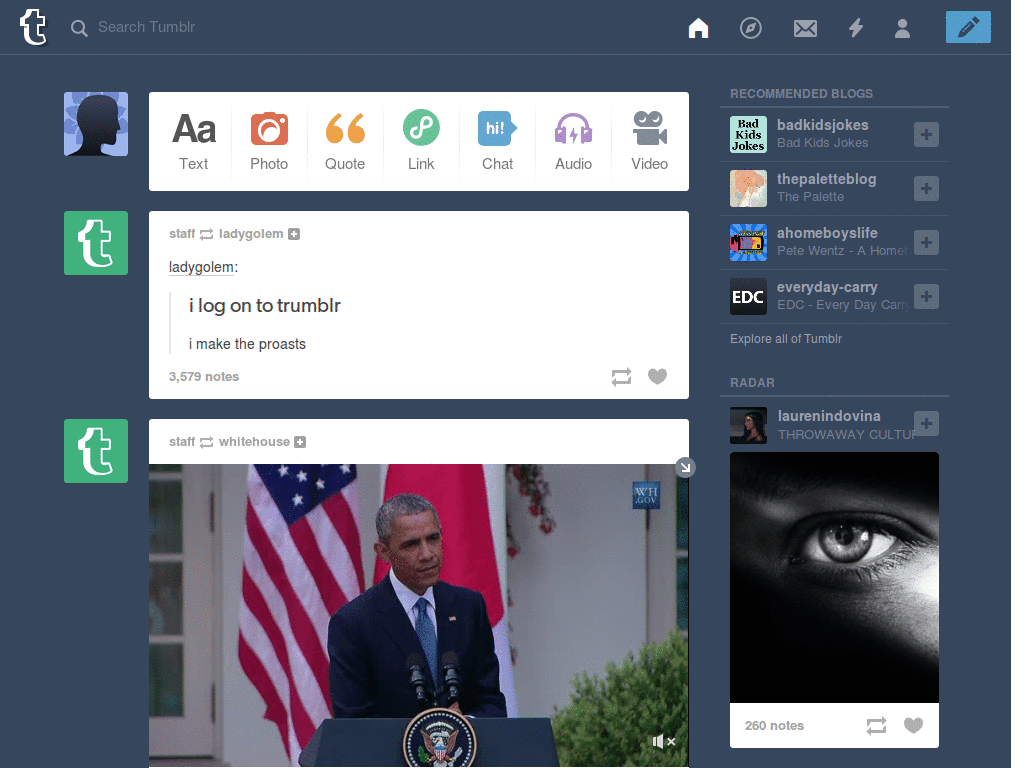 t Search Tumblr
Aa
Text
Photo
Quote
Link
hi!
Chat
Audio
Video
t
staff ladygolem
ladygolem:
i log on to trumblr
i make the proasts
3,579 notes
t
staff whitehouse
WH
.GOV
RECOMMENDED BLOGS
Bad
Kids
Jokes
badkidsjokes
Bad Kids Jokes
thepaletteblog
The Palette
ahomeboyslife
Pete Wentz - A Homeb
EDC
everyday-carry
EDC - Every Day Carry
Explore all of Tumblr
RADAR
laurenindovina
THROWAWAY CULTUR
260 notes